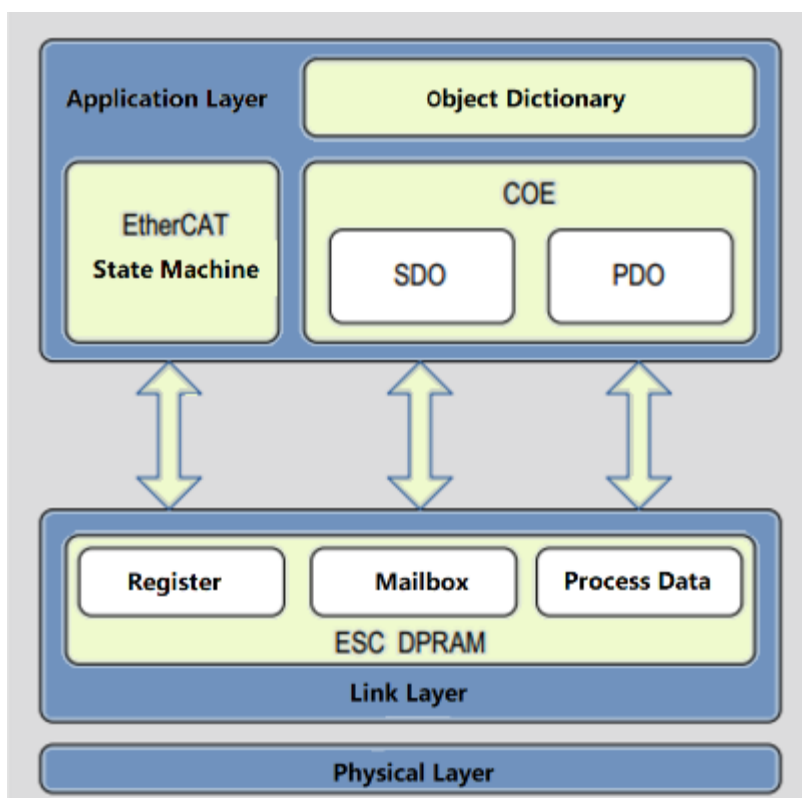 Application Layer
Object Dictionary
EtherCAT
State Machine
COE
SDO
PDO
Register
Mailbox
Process Data
ESC DPRAM
Link Layer
Physical Layer